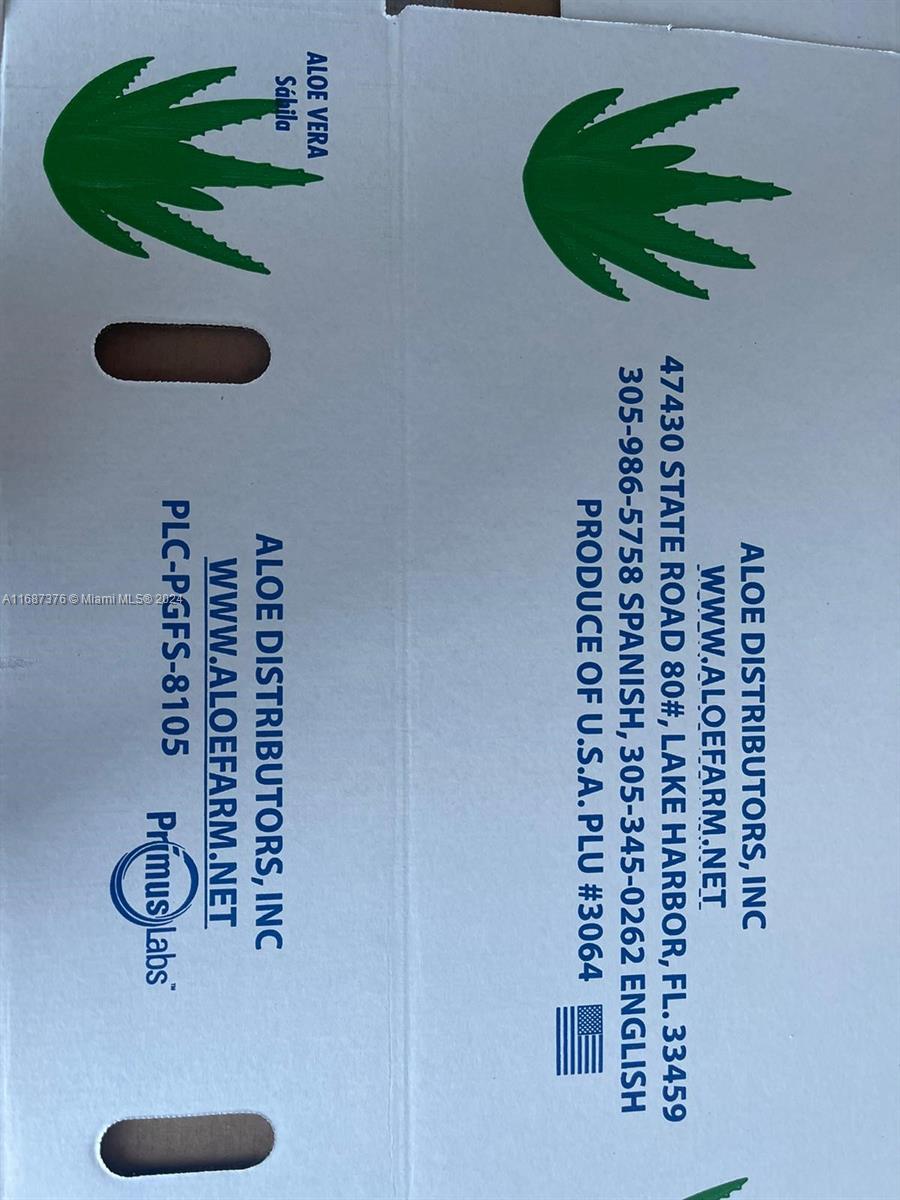 ALOE VERA
Sábila
ALOE DISTRIBUTORS, INC
WWW.ALOEFARM.NET
PLC-PGFS-8105
PrimusLabs™
ALOE DISTRIBUTORS, INC
WWW.ALOEFARM.NET
47430 STATE ROAD 80#, LAKE HARBOR, FL. 33459
305-986-5758 SPANISH, 305-345-0262 ENGLISH
PRODUCE OF U.S.A. PLU #3064
A11687376 © Miami MLS® 2024